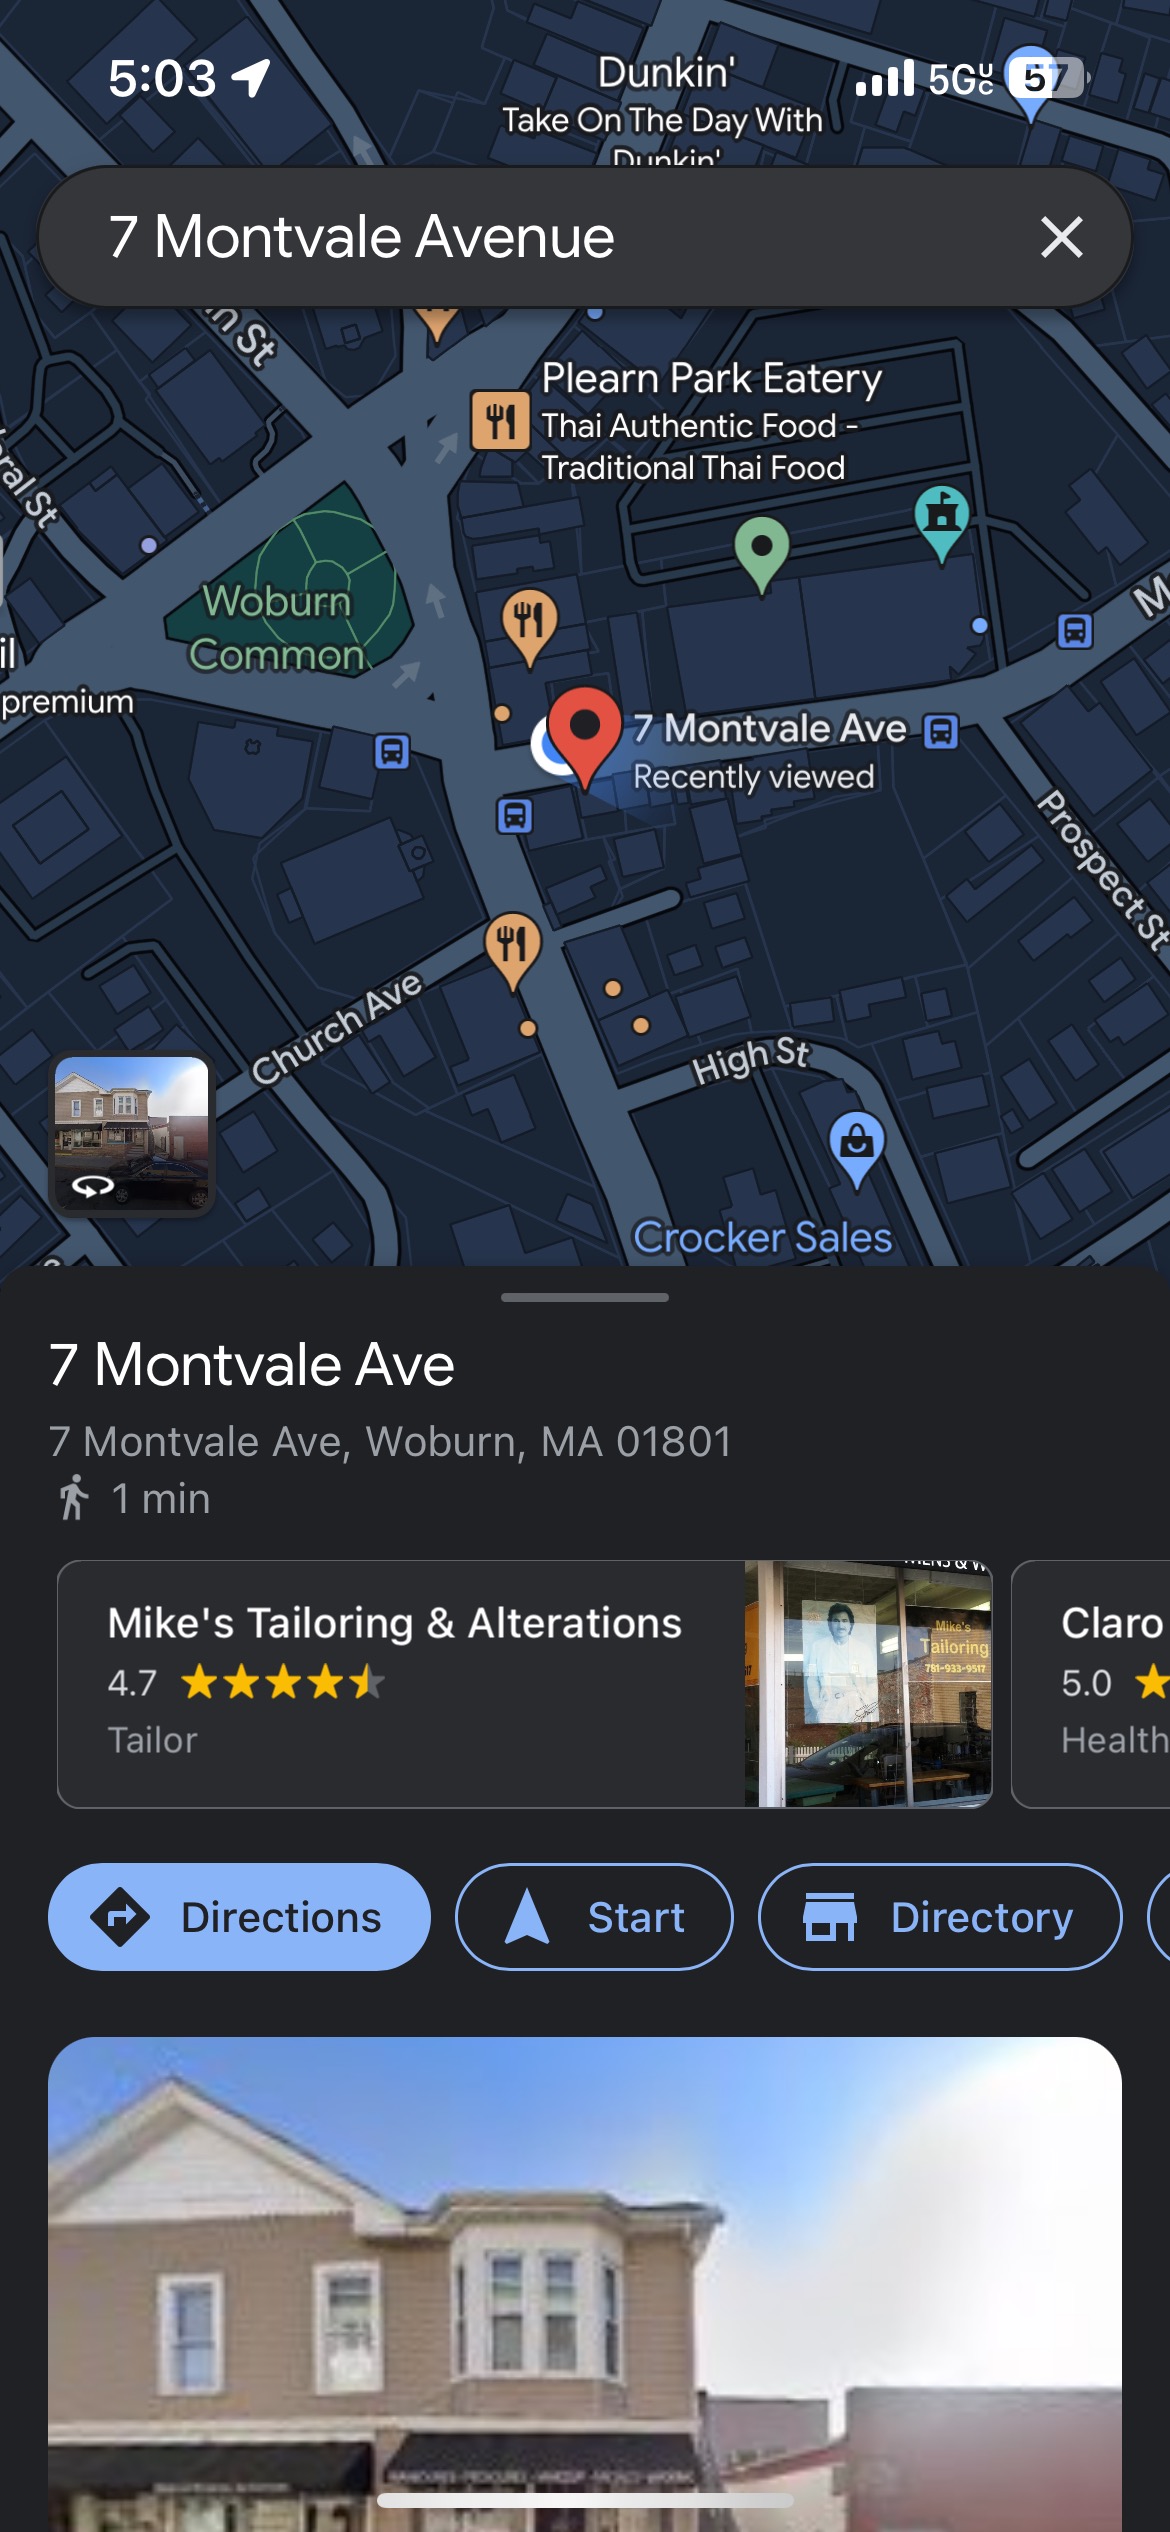 5:03
5G UC
57
Dunkin'
Take On The Day With
Dunkin'
7 Montvale Avenue
n St
Plearn Park Eatery
Thai Authentic Food -
Traditional Thai Food
ral St
Woburn
Common
il
premium
M
7 Montvale Ave
Recently viewed
Prospect St
Church Ave
High St
Crocker Sales
7 Montvale Ave
7 Montvale Ave, Woburn, MA 01801
1 min
Mike's Tailoring & Alterations
4.7
Tailor
MENS & W
Mike's
Tailoring
781-933-9517
Claro
5.0
Health
Directions
Start
Directory